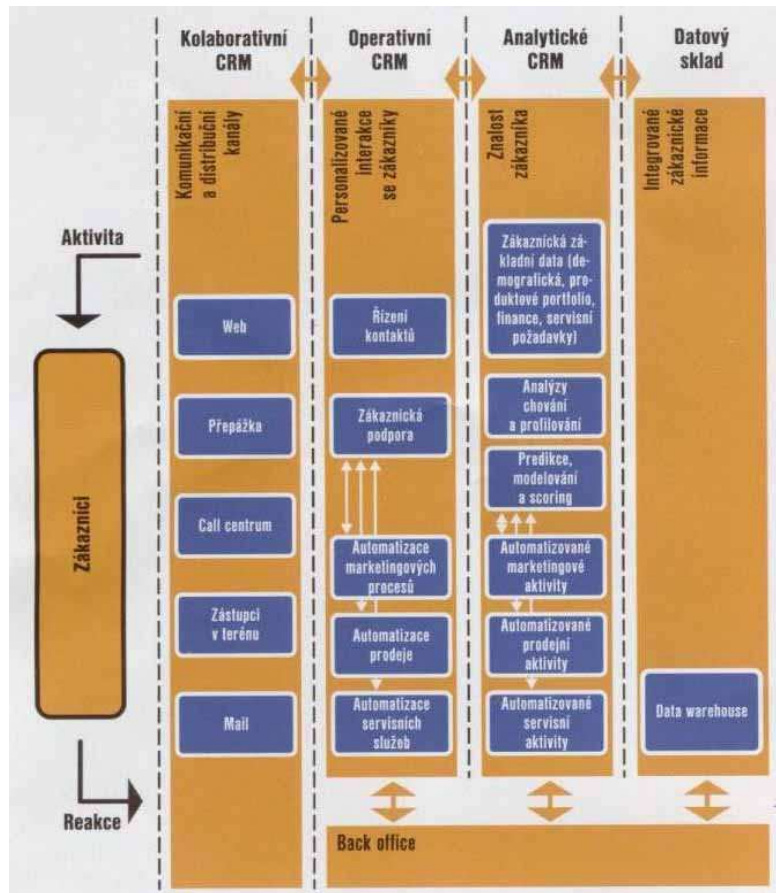 Kolaborativní
CRM
Operativní
CRM
Analytické
CRM
Datový
sklad
Komunikační
a distribuční
kanály
Personalizované
interakce
se zákazníky
Znalost
zákazníka
Integrované
zákaznické
informace
Aktivita
Zákazníci
Reakce
Web
Přepážka
Call centrum
Zástupci
v terénu
Mail
Řízení
kontaktů
Zákaznická
podpora
Automatizace
marketingových
procesů
Automatizace
prodeje
Automatizace
servisních
služeb
Zákaznická zá-
kladní data (de-
mografická, pro-
duktové portfolio,
finance, servisní
požadavky)
Analýzy
chování
a profilování
Predikce,
modelování
a scoring
Automatizované
marketingové
aktivity
Automatizované
prodejní
aktivity
Automatizované
servisní
aktivity
Data warehouse
Back office